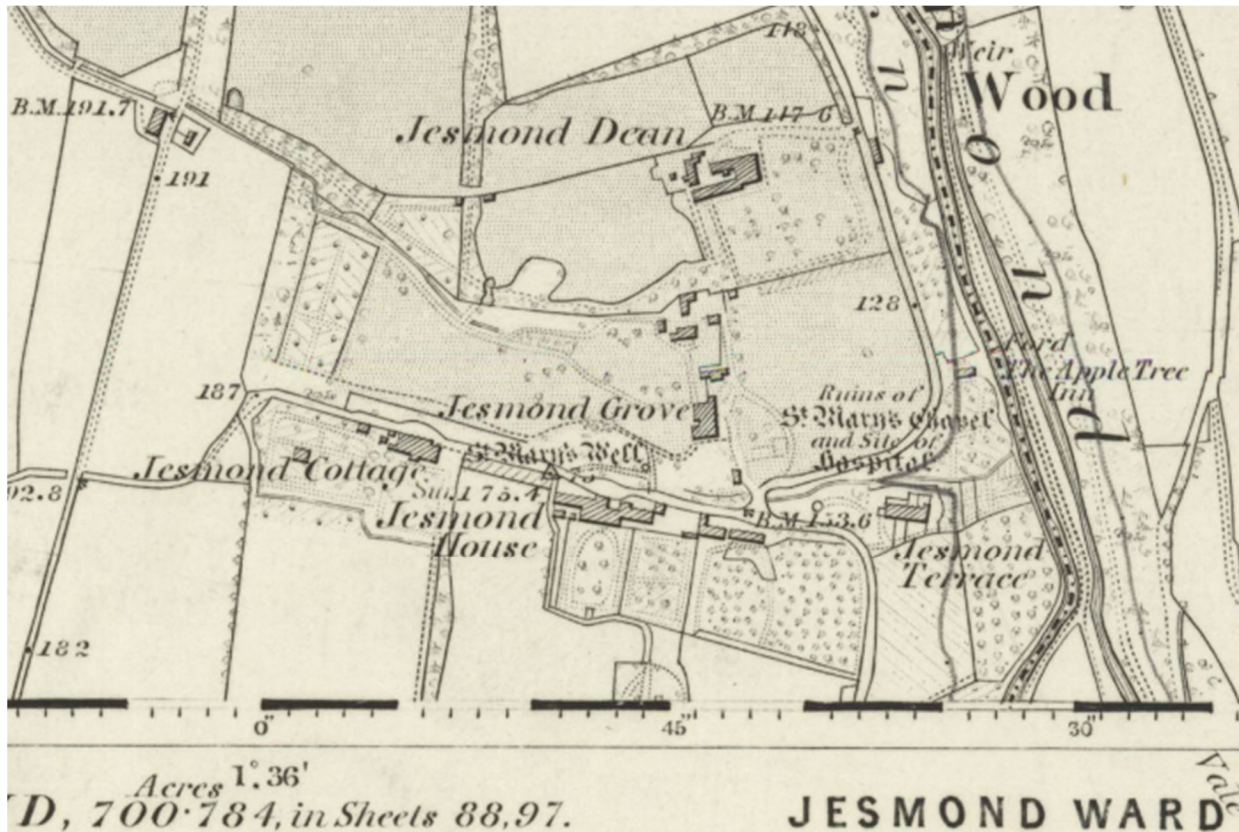 118
Weir
Wood
B.M.191.7
B.M 147.6
Jesmond Dean
191
u
o
n
d
128
Ford
The Apple Tree
Inn
187
Ruins of
St. Mary's Chapel
and Site of
Hospital
Jesmond Grove
St. Mary's Well
Jesmond Cottage
92.8
Sur. 175.4
Jesmond
House
B.M 153.6
Jesmond
Terrace
182
0"
45"
30"
1°.36'
Acres
D, 700·784, in Sheets 88,97.
JESMOND WARD
Vale